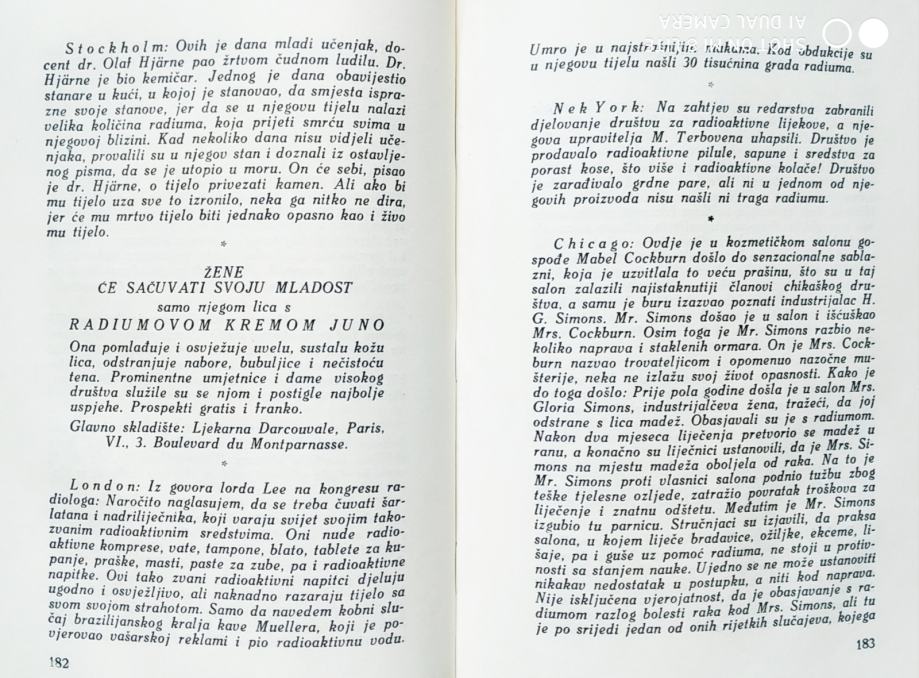 Stockholm: Ovih je dana mladi učenjak, do-
cent dr. Olaf Hjärne pao žrtvom čudnom ludilu. Dr.
Hjärne je bio kemičar. Jednog je dana obavijestio
stanare u kući, u kojoj je stanovao, da smjesta ispra-
zne svoje stanove, jer da se u njegovu tijelu nalazi
velika količina radiuma, koja prijeti smrću svima u
njegovoj blizini. Kad nekoliko dana nisu vidjeli uče-
njaka, provalili su u njegov stan i doznali iz ostavlje-
nog pisma, da se je utopio u moru. On će sebi, pisao
je dr. Hjärne, o tijelo privezati kamen. Ali ako bi
mu tijelo uza sve to izronilo, neka ga nitko ne dira,
jer će mu mrtvo tijelo biti jednako opasno kao i živo
mu tijelo.
*
ŽENE
ĆE SAČUVATI SVOJU MLADOST
samo njegom lica s
RADIUMOVOM KREMOM JUNO
Ona pomlađuje i osvježuje uvelu, sustalu kožu
lica, odstranjuje nabore, bubuljice i nečistoću
tena. Prominentne umjetnice i dame visokog
društva služile su se njom i postigle najbolje
uspjehe. Prospekti gratis i franko.
Glavno skladište: Ljekarna Darcouvale, Paris,
VI., 3. Boulevard du Montparnasse.
*
London: Iz govora lorda Lee na kongresu ra-
diologa: Naročito naglasujem, da se treba čuvati šar-
latana i nadriliječnika, koji varaju svijet svojim tako-
zvanim radioaktivnim sredstvima. Oni nude radio-
aktivne komprese, vate, tampone, blato, tablete za ku-
panje, praške, masti, paste za zube, pa i radioaktivne
napitke. Ovi tako zvani radioaktivni napitci djeluju
ugodno i osvježljivo, ali naknadno razaraju tijelo sa
svom svojom strahotom. Samo da navedem kobni slu-
čaj brazilijanskog kralja kave Muellera, koji je po-
vjerovao vašarskoj reklami i pio radioaktivnu vodu.
182
Umro je u najstrašnijim mukama. Kod obdukcije su
u njegovu tijelu našli 30 tisućnina grada radiuma.
*
Nek York: Na zahtjev su redarstva zabranili
djelovanje društvu za radioaktivne lijekove, a nje-
gova upravitelja M. Terbovena uhapsili. Društvo je
prodavalo radioaktivne pilule, sapune i sredstva za
porast kose, što više i radioaktivne kolače! Društvo
je zarađivalo grdne pare, ali ni u jednom od nje-
govih proizvoda nisu našli ni traga radiumu.
*
Chicago: Ovdje je u kozmetičkom salonu go-
spođe Mabel Cockburn došlo do senzacionalne sabla-
zni, koja je uzvitlala to veću prašinu, što su u taj
salon zalazili najistaknutiji članovi chikaškog dru-
štva, a samu je buru izazvao poznati industrijalac H.
G. Simons. Mr. Simons došao je u salon i išćuškao
Mrs. Cockburn. Osim toga je Mr. Simons razbio ne-
koliko naprava i staklenih ormara. On je Mrs. Cock-
burn nazvao trovateljicom i opomenuo nazočne mu-
šterije, neka ne izlažu svoj život opasnosti. Kako je
do toga došlo: Prije pola godine došla je u salon Mrs.
Gloria Simons, industrijalčeva žena, tražeći, da joj
odstrane s lica madež. Obasjavali su je s radiumom.
Nakon dva mjeseca liječenja pretvorio se madež u
ranu, a konačno su liječnici ustanovili, da je Mrs. Si-
mons na mjestu madeža oboljela od raka. Na to je
Mr. Simons proti vlasnici salona podnio tužbu zbog
teške tjelesne ozljede, zatražio povratak troškova za
liječenje i znatnu odštetu. Međutim je Mr. Simons
izgubio tu parnicu. Stručnjaci su izjavili, da praksa
salona, u kojem liječe bradavice, ožiljke, ekceme, li-
šaje, pa i guše uz pomoć radiuma, ne stoji u protiv-
nosti sa stanjem nauke. Ujedno se ne može ustanoviti
nikakav nedostatak u postupku, a niti kod naprava.
Nije isključena vjerojatnost, da je obasjavanje s ra-
diumom razlog bolesti raka kod Mrs. Simons, ali tu
je po srijedi jedan od onih rijetkih slučajeva, kojega
183
AI DUAL CAMERA